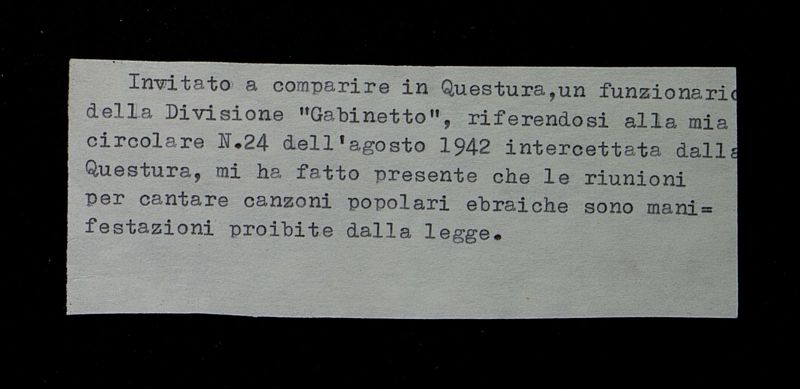 Invitato a comparire in Questura,un funzionario
della Divisione "Gabinetto", riferendosi alla mia
circolare N.24 dell'agosto 1942 intercettata dalla
Questura, mi ha fatto presente che le riunioni
per cantare canzoni popolari ebraiche sono mani=
festazioni proibite dalla legge.